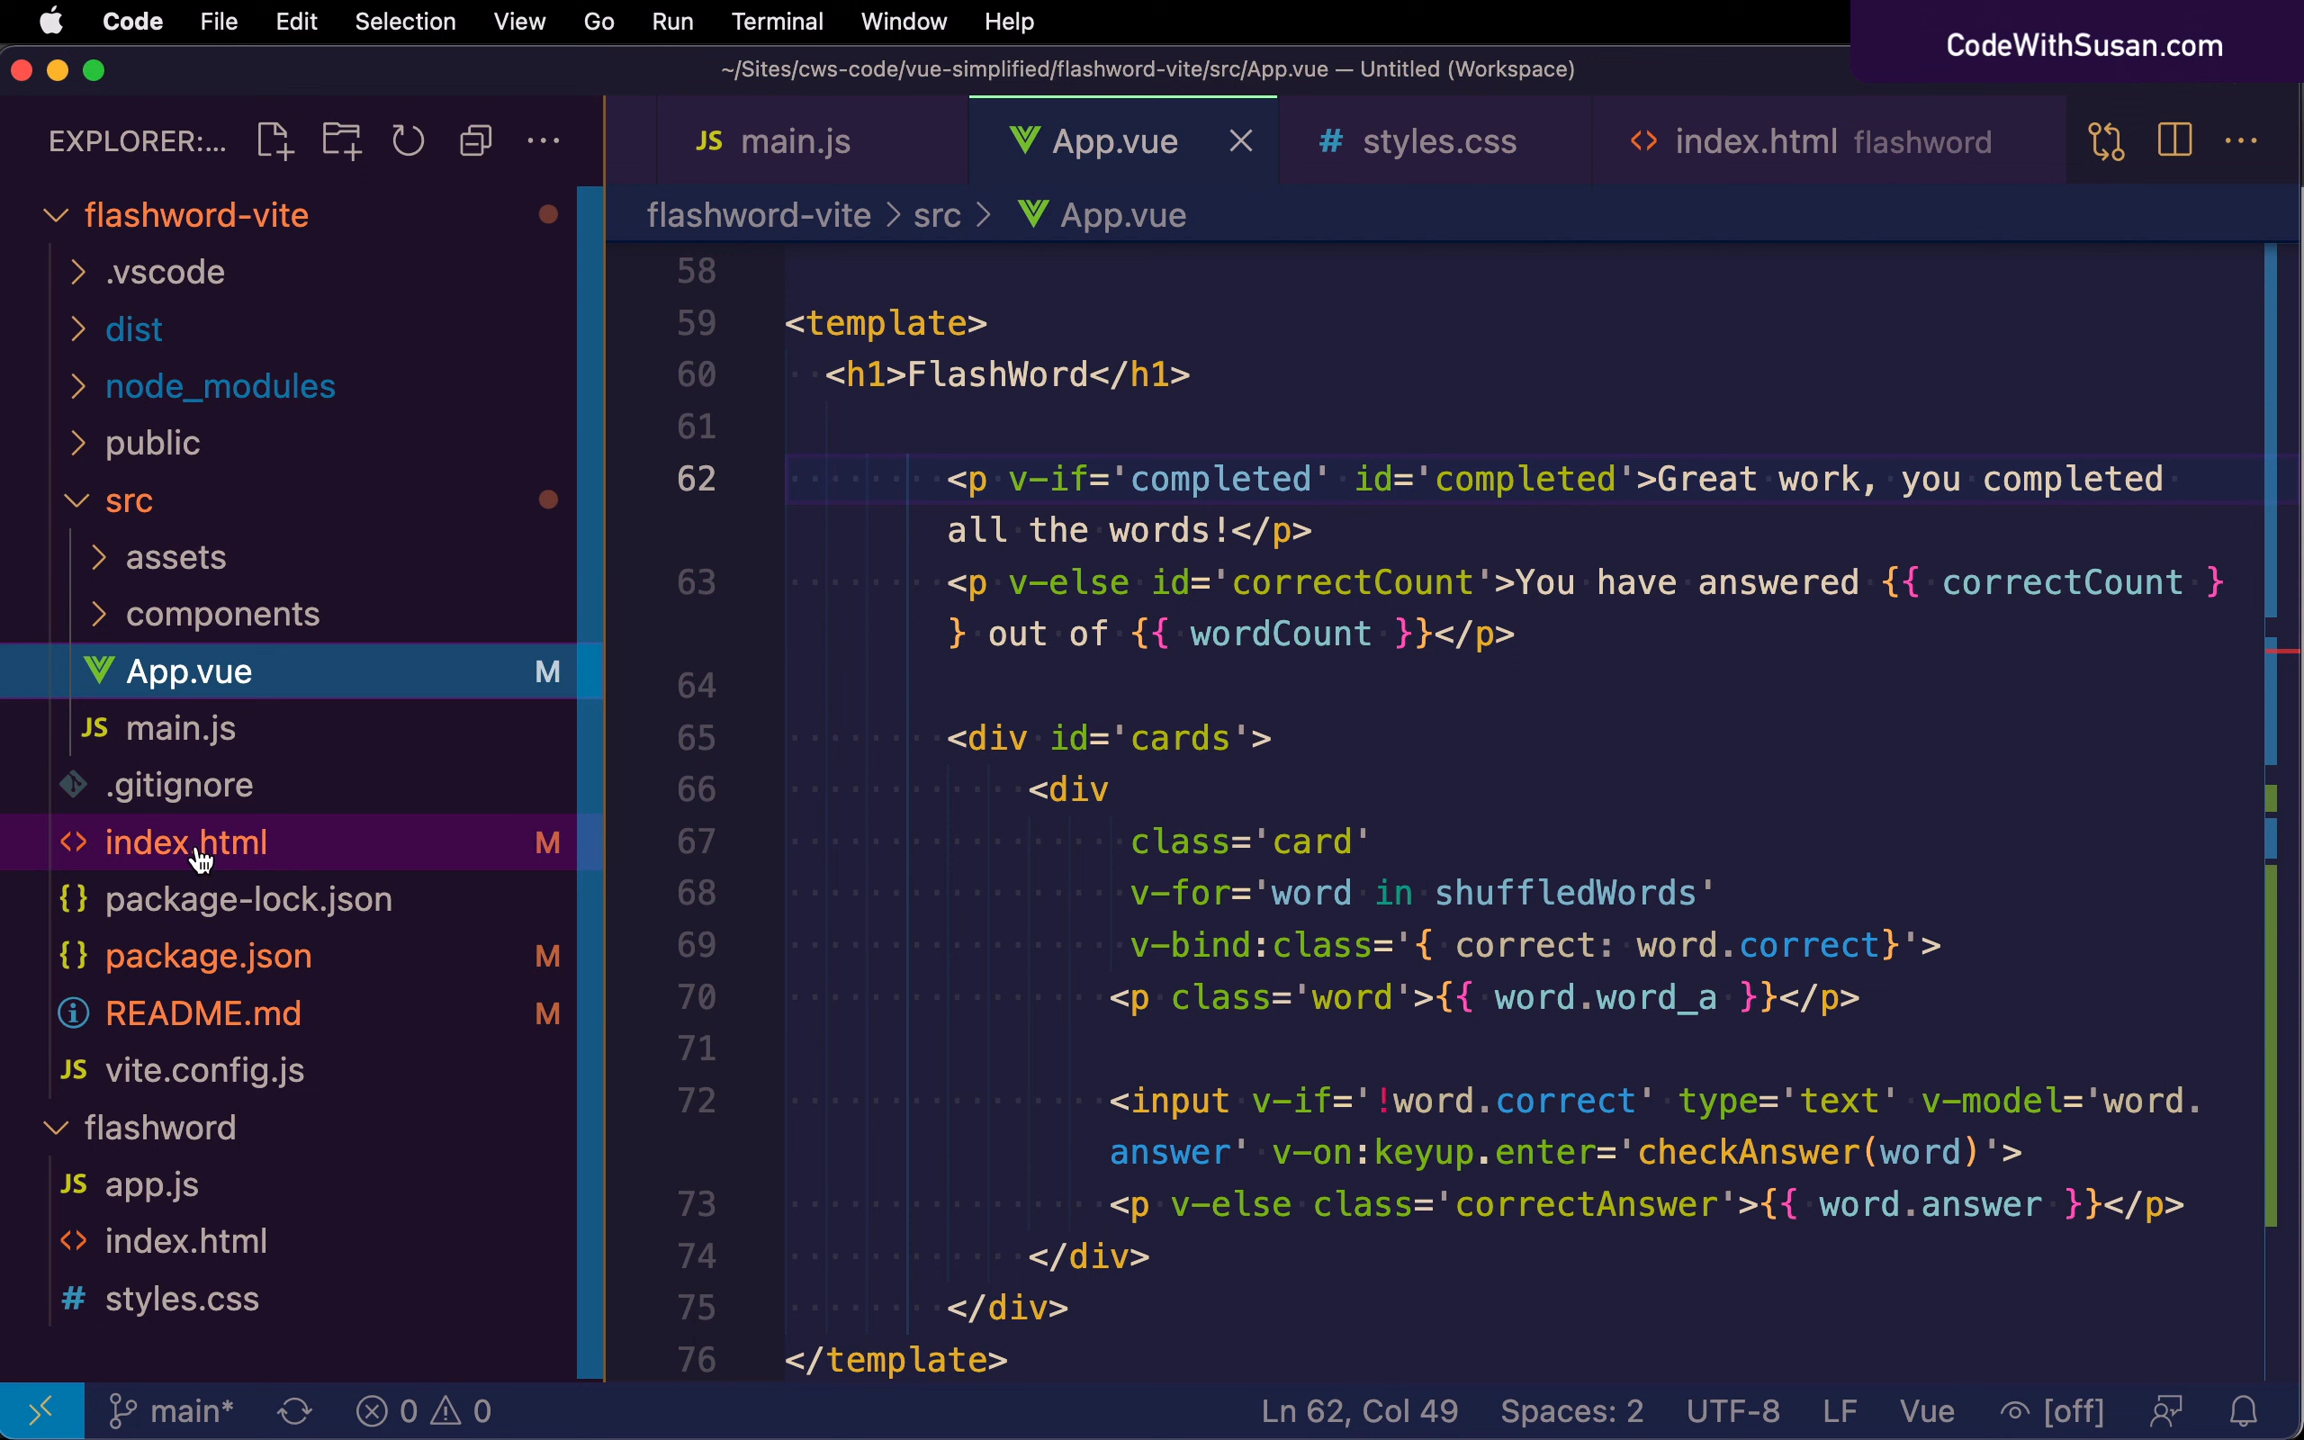 Code File Edit Selection View Go Run Terminal Window Help
CodeWithSusan.com
~/Sites/cws-code/vue-simplified/flashword-vite/src/App.vue — Untitled (Workspace)
EXPLORER:...
JS main.js
App.vue
# styles.css
<> index.html flashword
flashword-vite > src > App.vue
flashword-vite
.vscode
dist
node_modules
public
src
assets
components
App.vue M
JS main.js
.gitignore
<> index.html M
{} package-lock.json
{} package.json M
README.md M
JS vite.config.js
flashword
JS app.js
<> index.html
# styles.css
58
59 <template>
60 <h1>FlashWord</h1>
61
62 <p v-if='completed' id='completed'>Great work, you completed
all the words!</p>
63 <p v-else id='correctCount'>You have answered {{ correctCount }
} out of {{ wordCount }}</p>
64
65 <div id='cards'>
66 <div
67 class='card'
68 v-for='word in shuffledWords'
69 v-bind:class='{ correct: word.correct}'>
70 <p class='word'>{{ word.word_a }}</p>
71
72 <input v-if='!word.correct' type='text' v-model='word.
answer' v-on:keyup.enter='checkAnswer(word)'>
73 <p v-else class='correctAnswer'>{{ word.answer }}</p>
74 </div>
75 </div>
76 </template>
main* 0 0 Ln 62, Col 49 Spaces: 2 UTF-8 LF Vue [off]